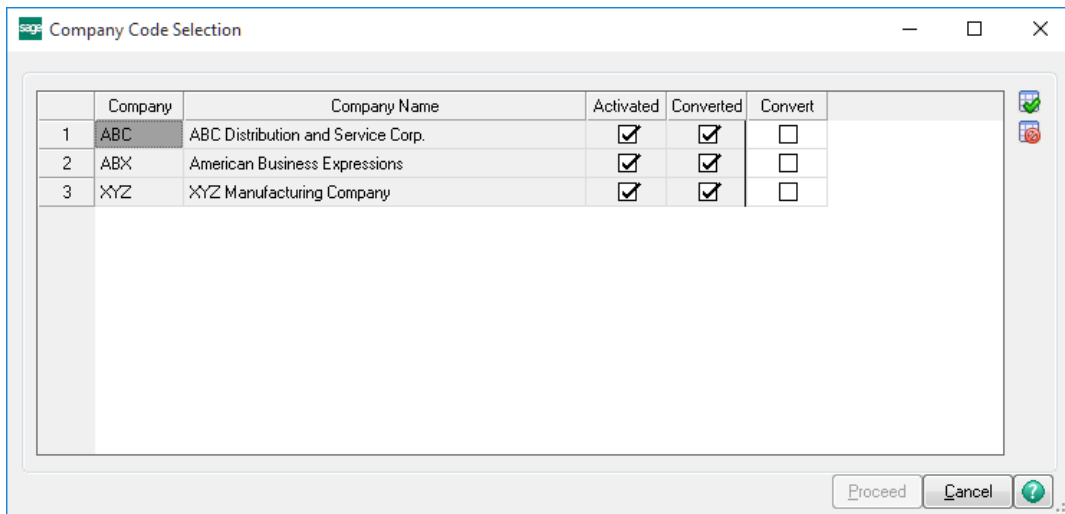 sage Company Code Selection
Company Company Name Activated Converted Convert
1 ABC ABC Distribution and Service Corp.
2 ABX American Business Expressions
3 XYZ XYZ Manufacturing Company
Proceed Cancel ?